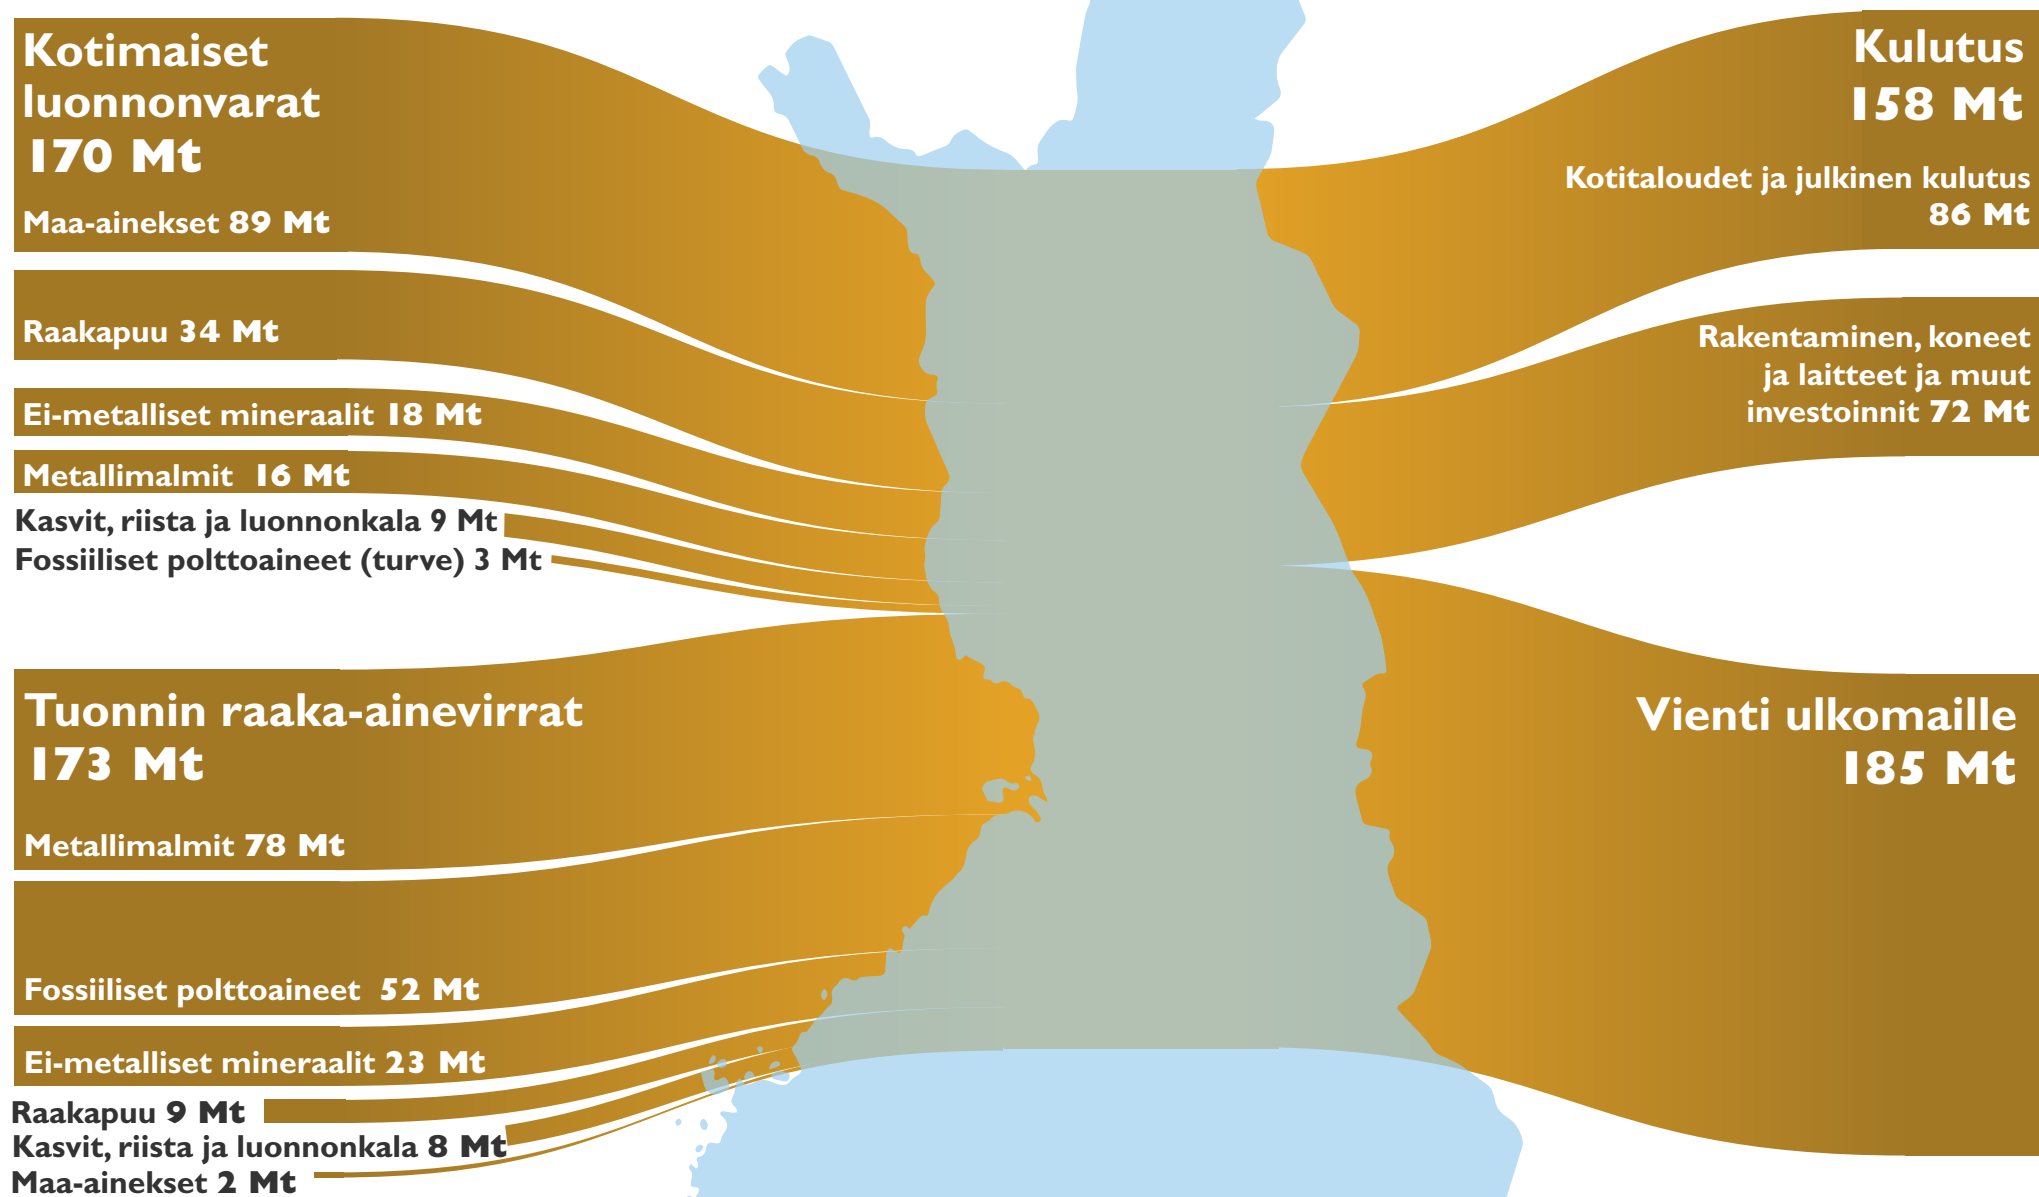 Kotimaiset
luonnonvarat
170 Mt
Maa-ainekset 89 Mt
Raakapuu 34 Mt
Ei-metalliset mineraalit 18 Mt
Metallimalmit 16 Mt
Kasvit, riista ja luonnonkala 9 Mt
Fossiiliset polttoaineet (turve) 3 Mt
Tuonnin raaka-ainevirrat
173 Mt
Metallimalmit 78 Mt
Fossiiliset polttoaineet 52 Mt
Ei-metalliset mineraalit 23 Mt
Raakapuu 9 Mt
Kasvit, riista ja luonnonkala 8 Mt
Maa-ainekset 2 Mt
Kulutus
158 Mt
Kotitaloudet ja julkinen kulutus
86 Mt
Rakentaminen, koneet
ja laitteet ja muut
investoinnit 72 Mt
Vienti ulkomaille
185 Mt